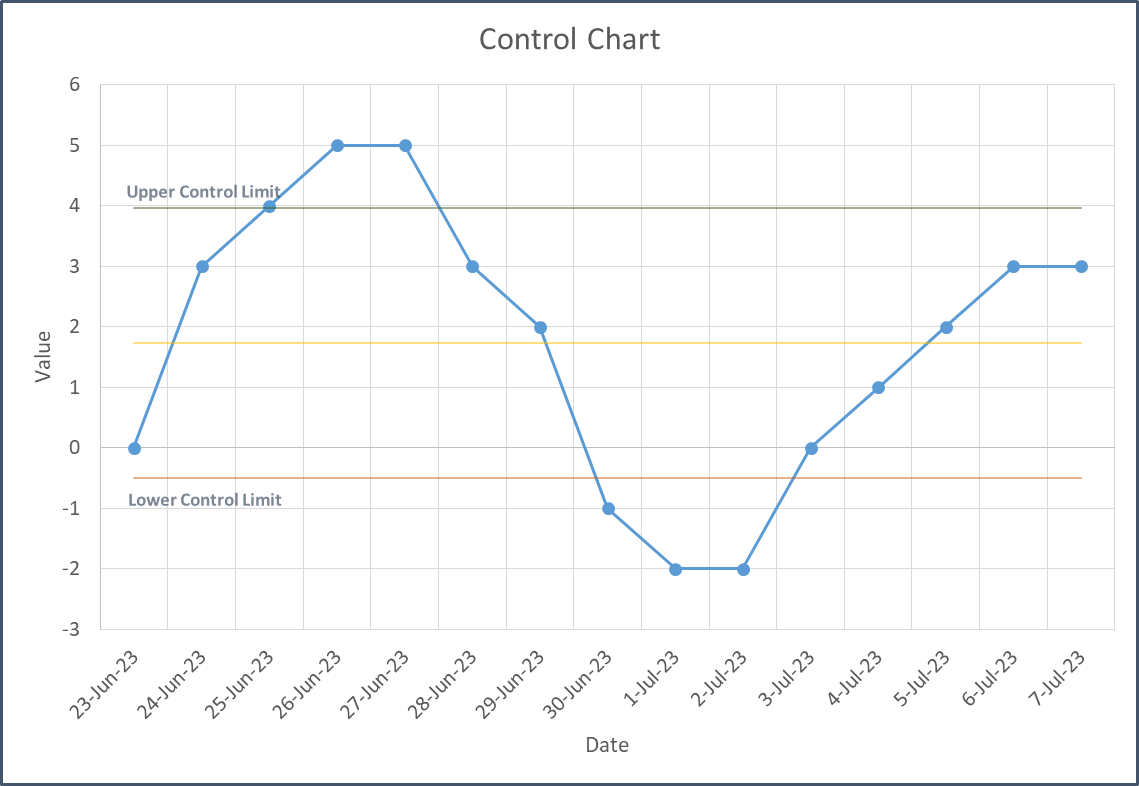 Control Chart
6
5
Upper Control Limit
4
3
2
Value
1
0
Lower Control Limit
-1
-2
-3
23-Jun-23
24-Jun-23
25-Jun-23
26-Jun-23
27-Jun-23
28-Jun-23
29-Jun-23
30-Jun-23
1-Jul-23
2-Jul-23
3-Jul-23
4-Jul-23
5-Jul-23
6-Jul-23
7-Jul-23
Date